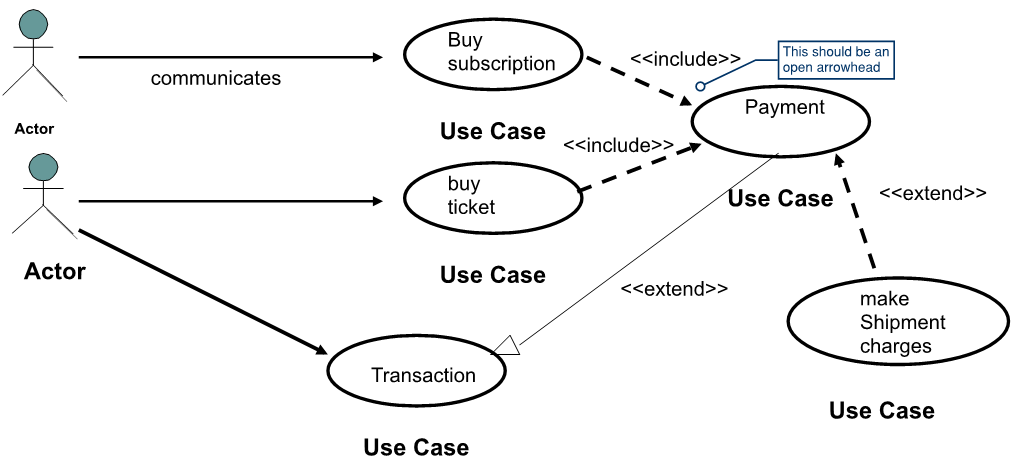 Buy
subscription
<<include>>
This should be an
open arrowhead
communicates
Payment
Actor
Use Case
<<include>>
buy
ticket
Use Case
<<extend>>
Actor
Use Case
<<extend>>
make
Shipment
charges
Transaction
Use Case
Use Case